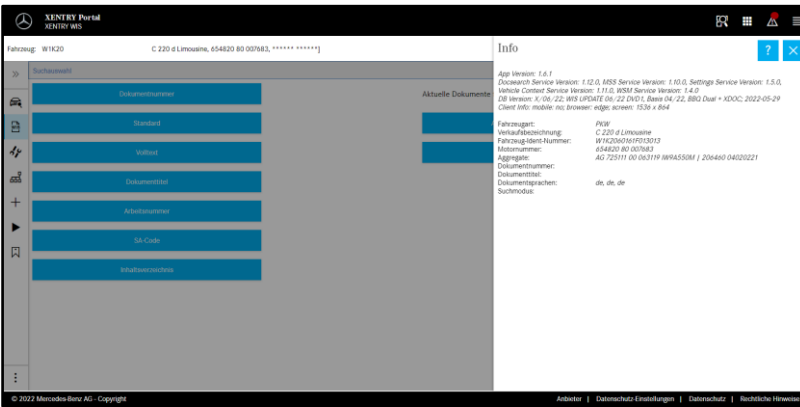 XENTRY Portal
XENTRY WIS
Fahrzeug: W1K20 C 220 d Limousine, 654820 80 007683, ****** ******]
Suchauswahl
Dokumentnummer
Standard
Volltext
Dokumenttitel
Arbeitsnummer
SA-Code
Inhaltsverzeichnis
Aktuelle Dokumente
Info
?
App Version: 1.6.1
Docsearch Service Version: 1.12.0, MSS Service Version: 1.10.0, Settings Service Version: 1.5.0,
Vehicle Context Service Version: 1.11.0, WSM Service Version: 1.4.0
DB Version: X/06/22; WIS UPDATE 06/22 DVD1, Basis 04/22, BBQ Dual + XDOC; 2022-05-29
Client Info: mobile: no; browser: edge; screen: 1536 x 864
Fahrzeugart: PKW
Verkaufsbezeichnung: C 220 d Limousine
Fahrzeug-Ident-Nummer: W1K2060161F013013
Motornummer: 654820 80 007683
Aggregate: AG 725111 00 063119 IW9A550M | 206460 04020221
Dokumentnummer:
Dokumenttitel:
Dokumentsprachen: de, de, de
Suchmodus:
© 2022 Mercedes-Benz AG - Copyright
Anbieter | Datenschutz-Einstellungen | Datenschutz | Rechtliche Hinweise